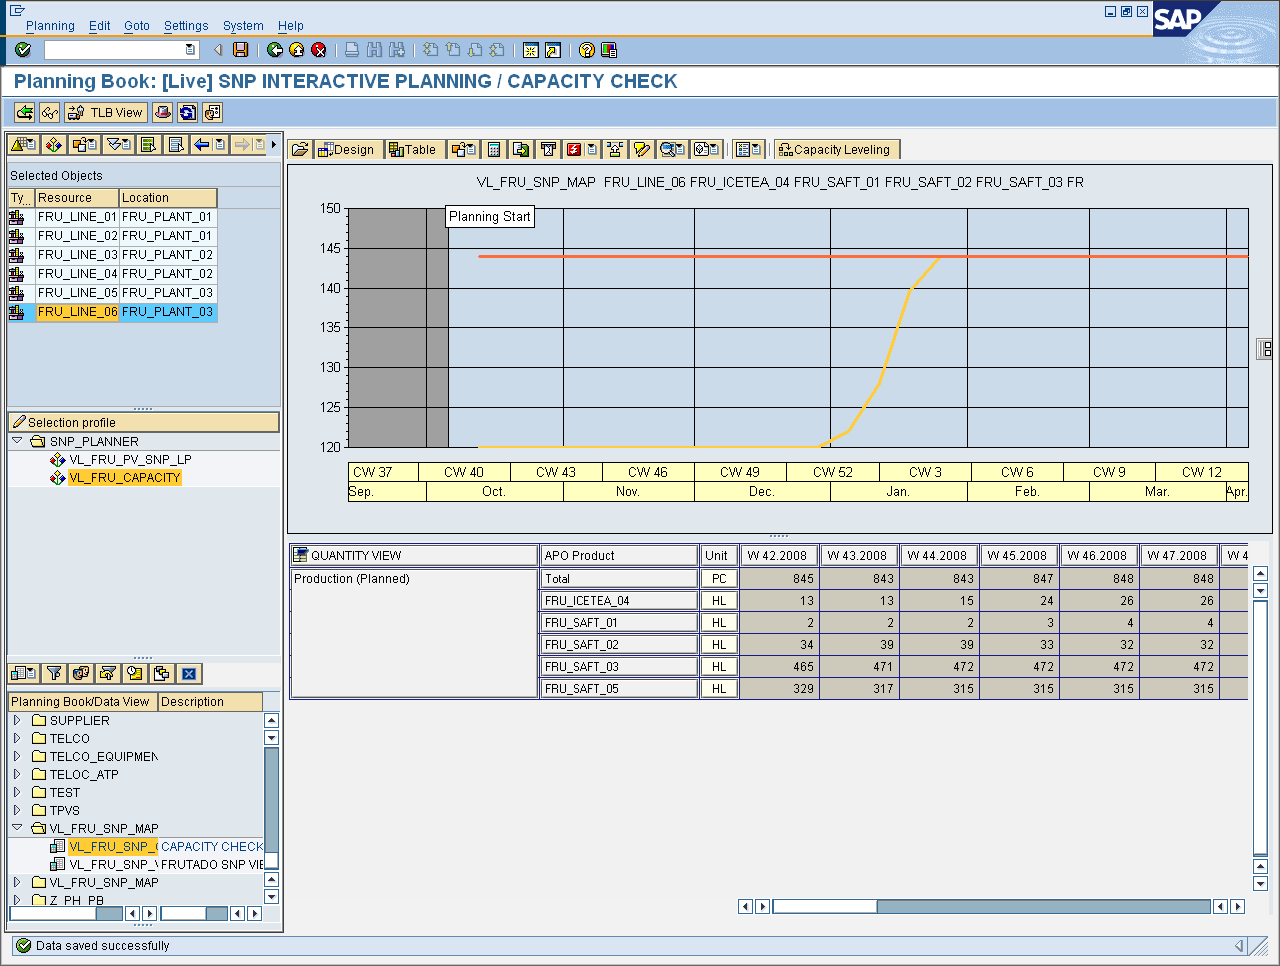 Planning Edit Goto Settings System Help
SAP
Planning Book: [Live] SNP INTERACTIVE PLANNING / CAPACITY CHECK
TLB View
Design Table Capacity Leveling
Selected Objects
Ty... Resource Location
FRU_LINE_01 FRU_PLANT_01
FRU_LINE_02 FRU_PLANT_01
FRU_LINE_03 FRU_PLANT_02
FRU_LINE_04 FRU_PLANT_02
FRU_LINE_05 FRU_PLANT_03
FRU_LINE_06 FRU_PLANT_03
Selection profile
SNP_PLANNER
VL_FRU_PV_SNP_LP
VL_FRU_CAPACITY
Planning Book/Data View Description
SUPPLIER
TELCO
TELCO_EQUIPMEN
TELOC_ATP
TEST
TPVS
VL_FRU_SNP_MAP
VL_FRU_SNP_( CAPACITY CHECK
VL_FRU_SNP_\ FRUTADO SNP VIE
VL_FRU_SNP_MAP
Z_PH_PB
VL_FRU_SNP_MAP FRU_LINE_06 FRU_ICETEA_04 FRU_SAFT_01 FRU_SAFT_02 FRU_SAFT_03 FR
150
Planning Start
145
140
135
130
125
120
CW 37 CW 40 CW 43 CW 46 CW 49 CW 52 CW 3 CW 6 CW 9 CW 12
Sep. Oct. Nov. Dec. Jan. Feb. Mar. Apr.
QUANTITY VIEW APO Product Unit W 42.2008 W 43.2008 W 44.2008 W 45.2008 W 46.2008 W 47.2008 W 4
Production (Planned) Total PC 845 843 843 847 848 848
FRU_ICETEA_04 HL 13 13 15 24 26 26
FRU_SAFT_01 HL 2 2 2 3 4 4
FRU_SAFT_02 HL 34 39 39 33 32 32
FRU_SAFT_03 HL 465 471 472 472 472 472
FRU_SAFT_05 HL 329 317 315 315 315 315
Data saved successfully